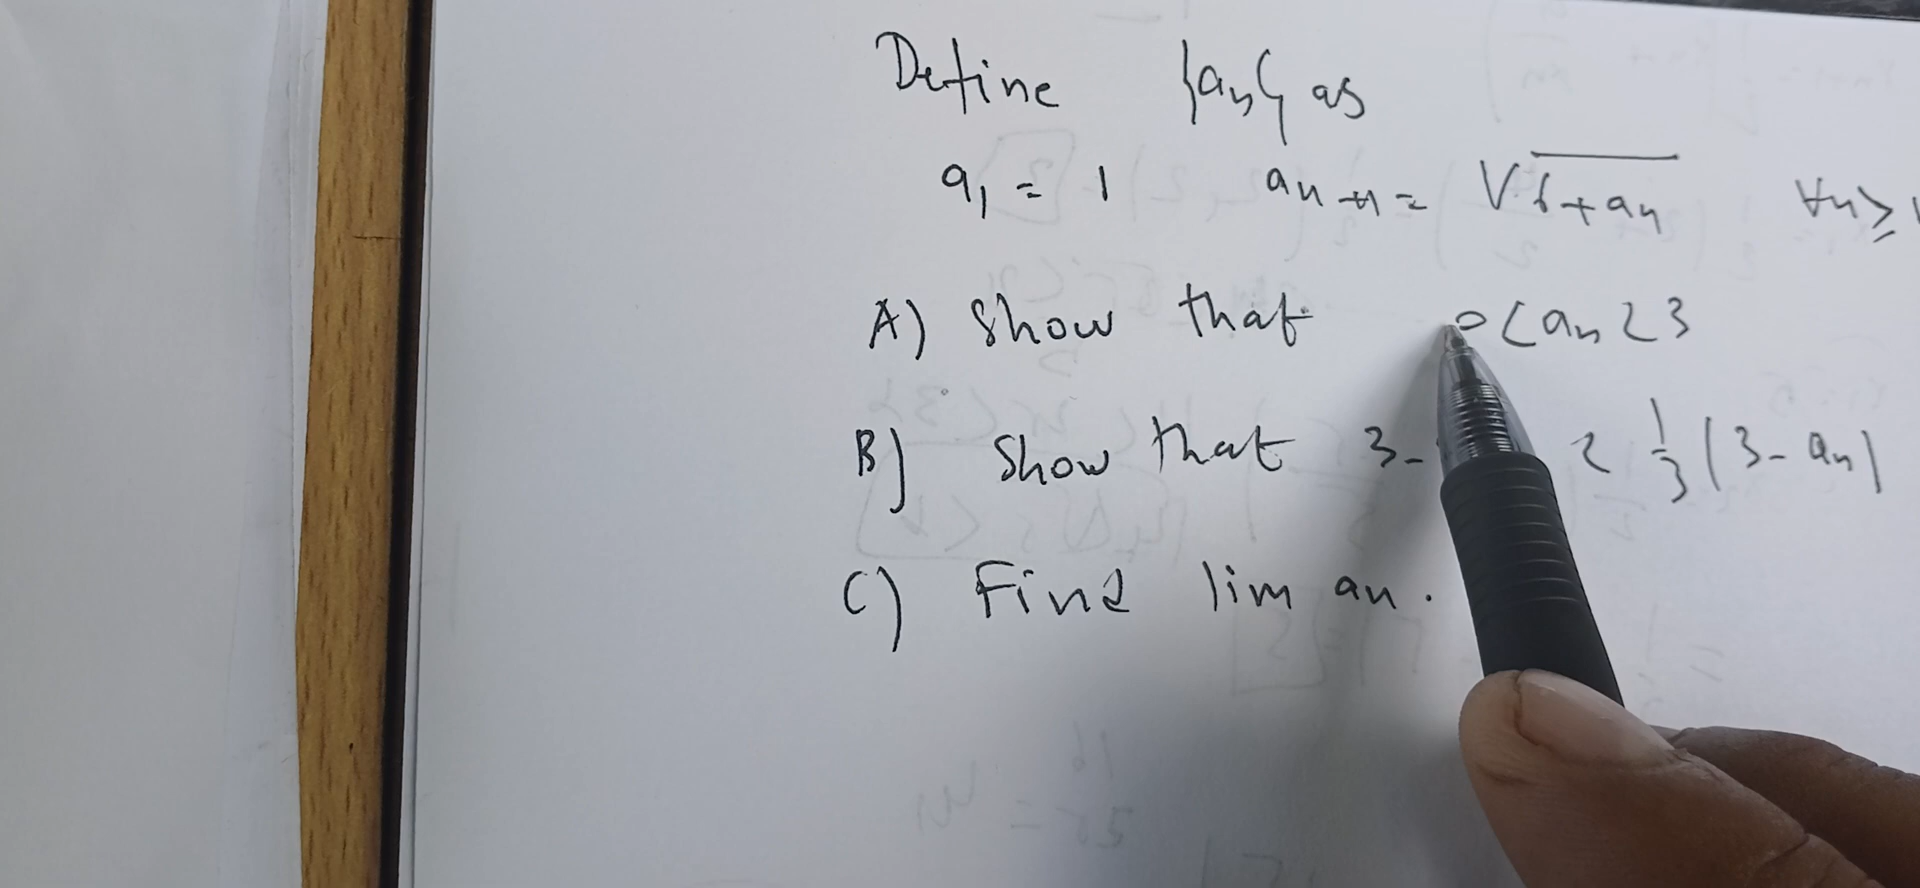 Define {an} as
a1 = 1 an+1 = √6+an ∀n≥1
A) Show that 0<an<3
B) Show that 3- < 1/3 (3-an)
C) Find lim an.